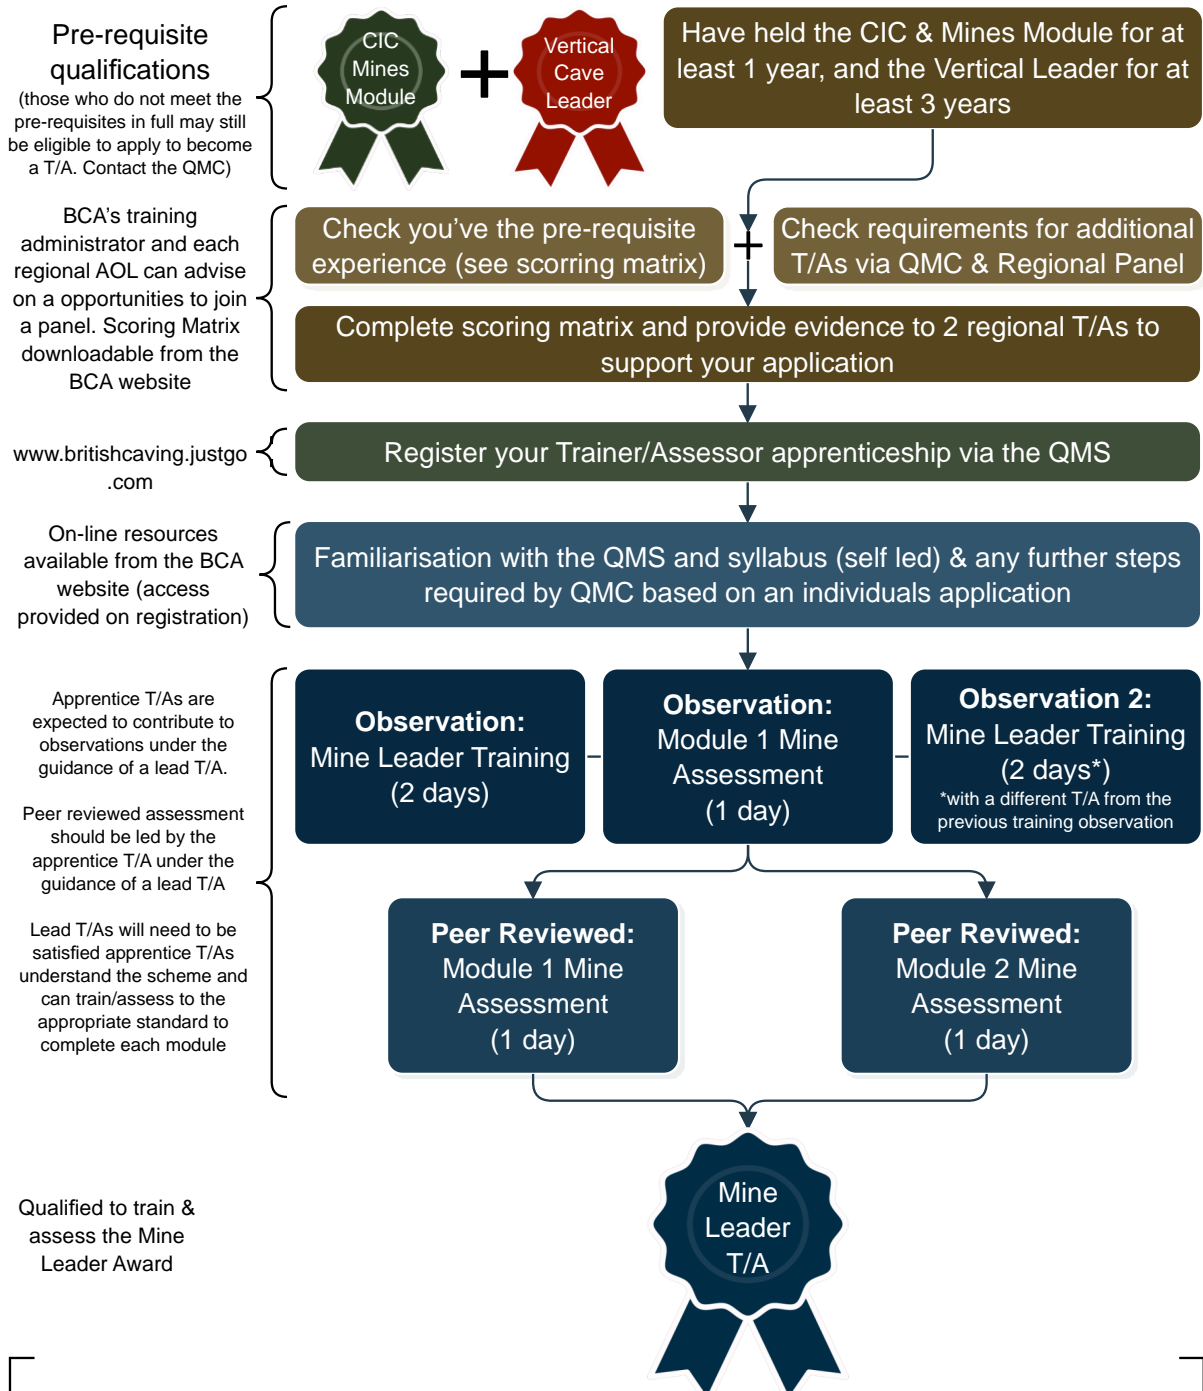 Pre-requisite
qualifications
(those who do not meet the
pre-requisites in full may still
be eligible to apply to become
a T/A. Contact the QMC)
CIC
Mines
Module
+
Vertical
Cave
Leader
Have held the CIC & Mines Module for at
least 1 year, and the Vertical Leader for at
least 3 years
BCA’s training
administrator and each
regional AOL can advise
on a opportunities to join
a panel. Scoring Matrix
downloadable from the
BCA website
Check you’ve the pre-requisite
experience (see scorring matrix)
+
Check requirements for additional
T/As via QMC & Regional Panel
Complete scoring matrix and provide evidence to 2 regional T/As to
support your application
www.britishcaving.justgo
.com
Register your Trainer/Assessor apprenticeship via the QMS
On-line resources
available from the BCA
website (access
provided on registration)
Familiarisation with the QMS and syllabus (self led) & any further steps
required by QMC based on an individuals application
Apprentice T/As are
expected to contribute to
observations under the
guidance of a lead T/A.
Peer reviewed assessment
should be led by the
apprentice T/A under the
guidance of a lead T/A
Lead T/As will need to be
satisfied apprentice T/As
understand the scheme and
can train/assess to the
appropriate standard to
complete each module
Observation:
Mine Leader Training
(2 days)
Observation:
Module 1 Mine
Assessment
(1 day)
Observation 2:
Mine Leader Training
(2 days*)
*with a different T/A from the
previous training observation
Peer Reviewed:
Module 1 Mine
Assessment
(1 day)
Peer Reviwed:
Module 2 Mine
Assessment
(1 day)
Qualified to train &
assess the Mine
Leader Award
Mine
Leader
T/A